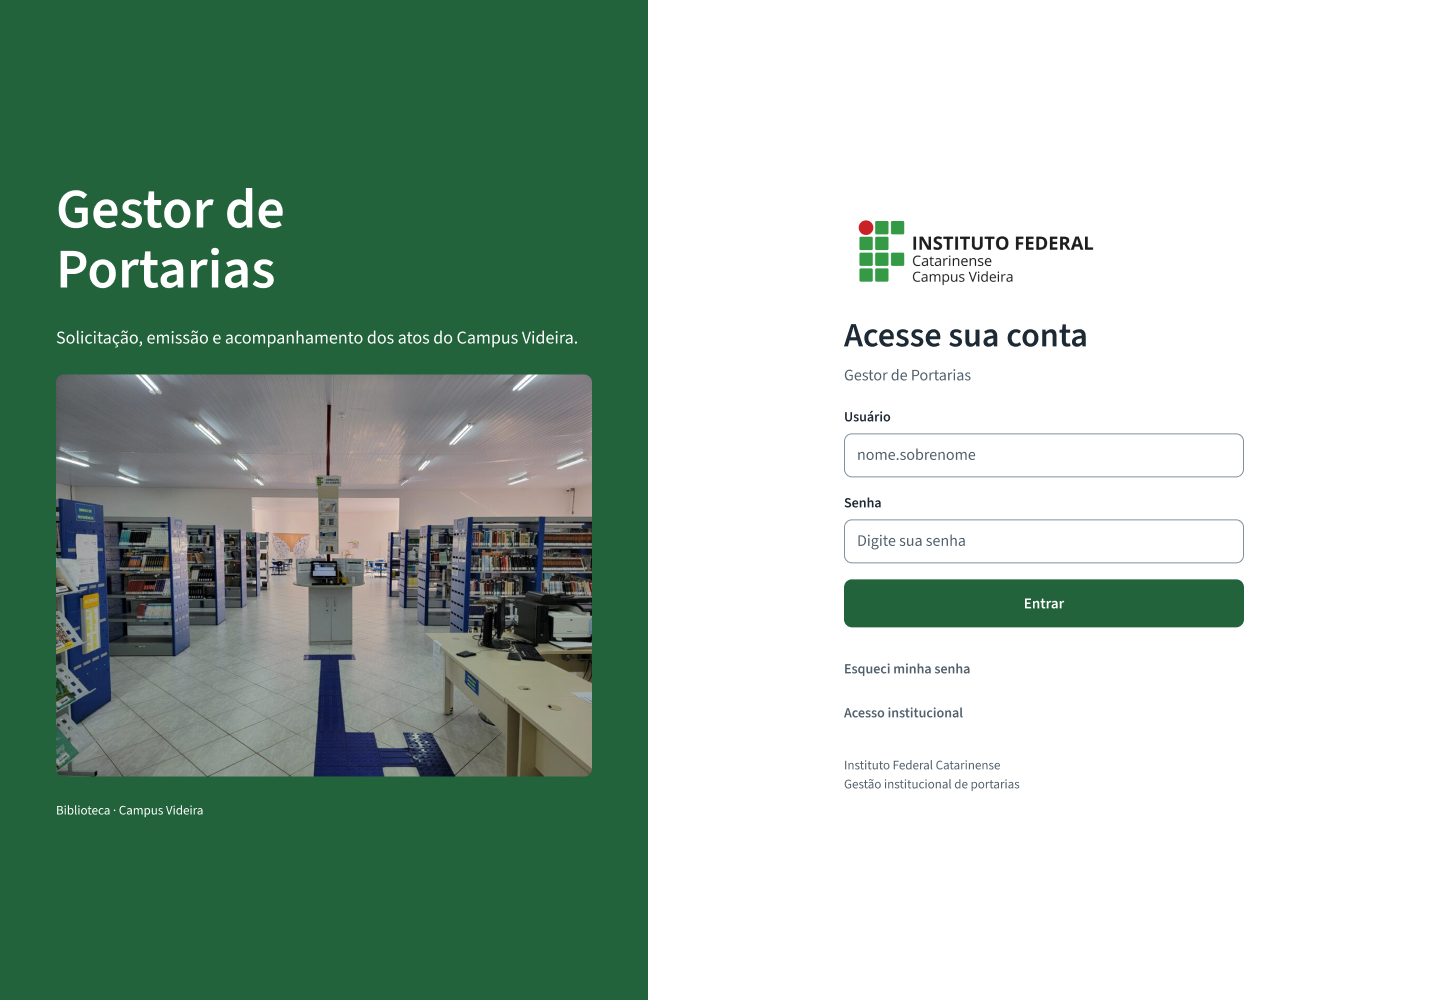 Gestor de
Portarias
Solicitação, emissão e acompanhamento dos atos do Campus Videira.
Biblioteca · Campus Videira
INSTITUTO FEDERAL
Catarinense
Campus Videira
Acesse sua conta
Gestor de Portarias
Usuário
nome.sobrenome
Senha
Digite sua senha
Entrar
Esqueci minha senha
Acesso institucional
Instituto Federal Catarinense
Gestão institucional de portarias